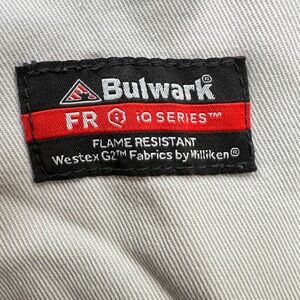 Bulwark®
FR iQ SERIES™
FLAME RESISTANT
Westex G2™ Fabrics by Milliken®